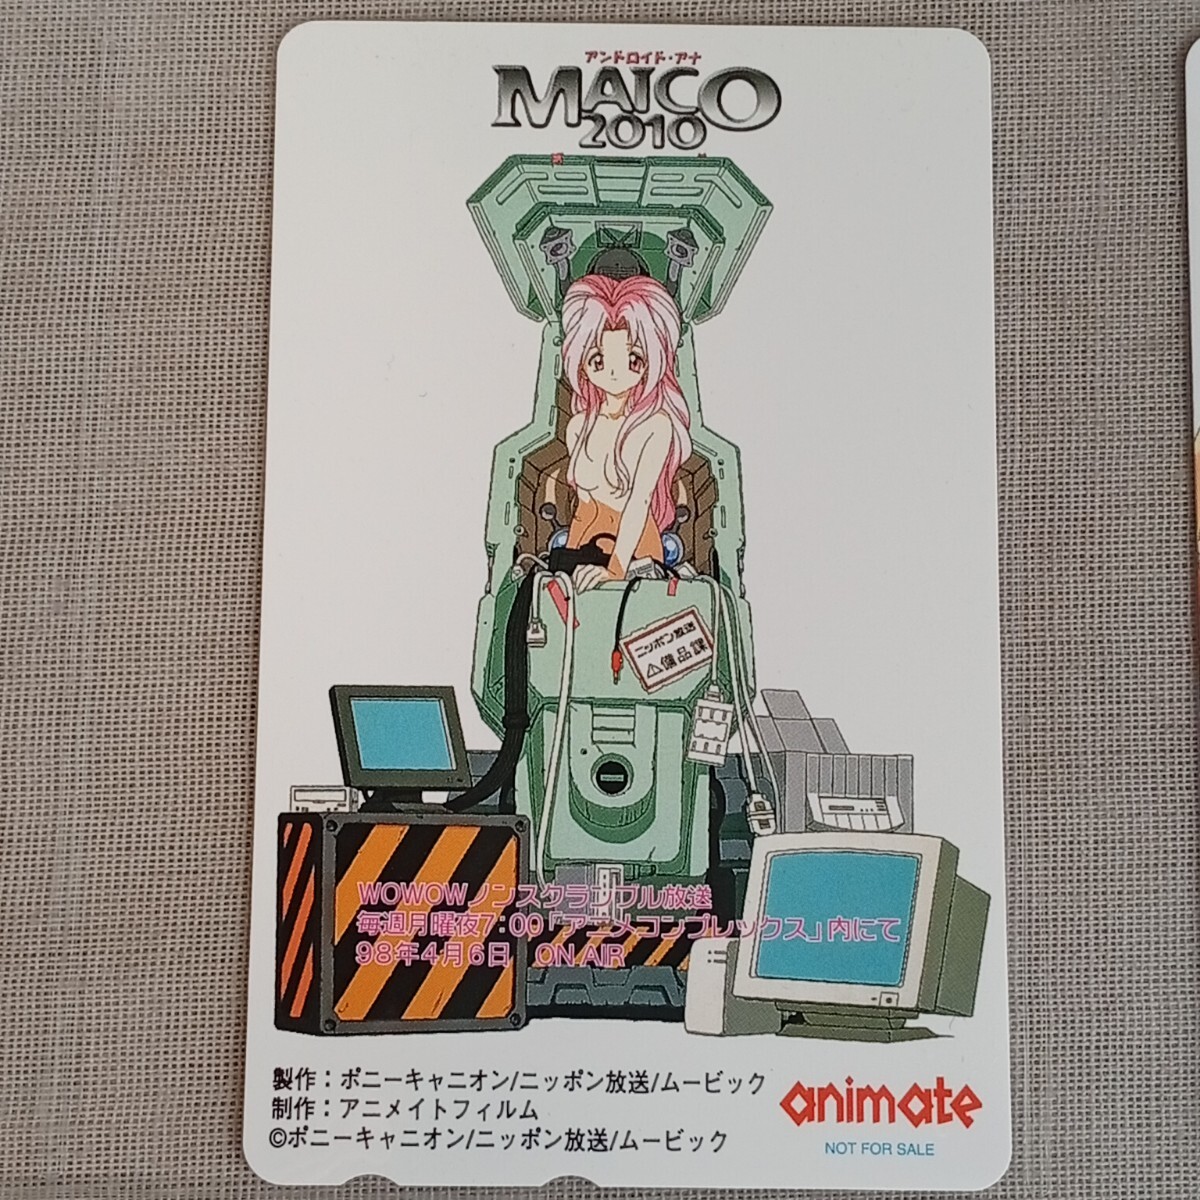 アンドロイド・アナ
MAICO
2010
ニッポン放送
⚠備品課
WOWOWノンスクランブル放送
毎週月曜夜7:00「アニメコンプレックス」内にて
98年4月6日 ON AIR
製作：ポニーキャニオン/ニッポン放送/ムービック
制作：アニメイトフィルム
©ポニーキャニオン/ニッポン放送/ムービック
animate
NOT FOR SALE